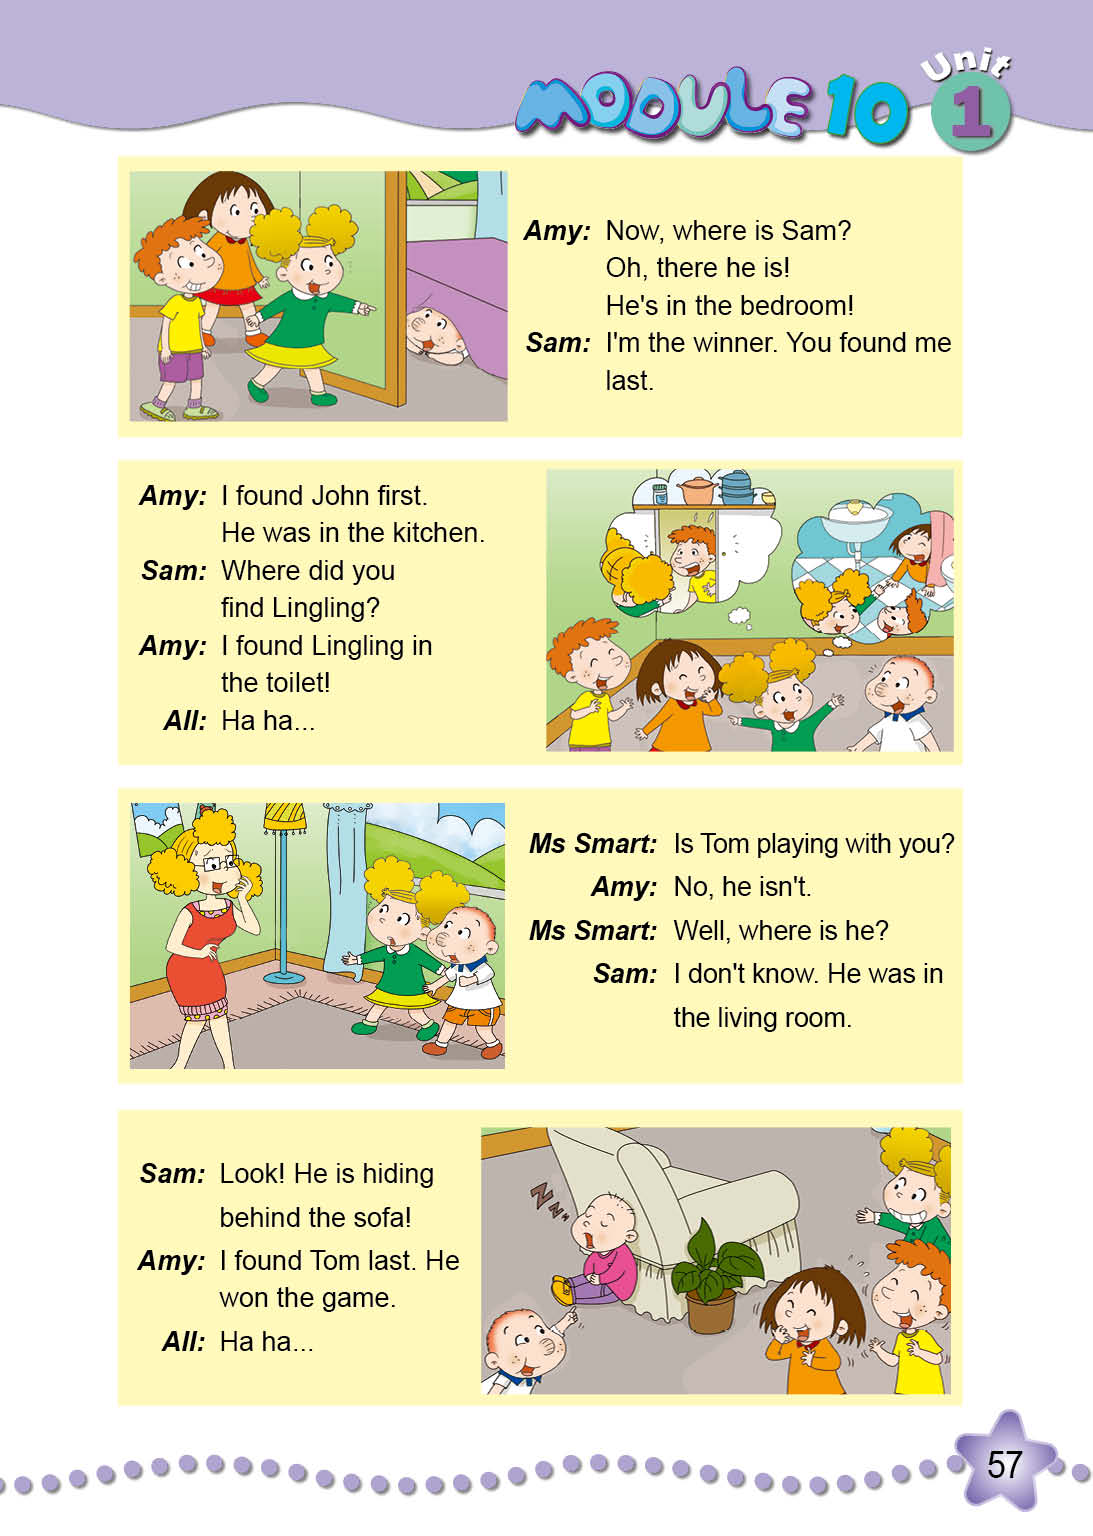 MODULE 10 Unit 1
Amy: Now, where is Sam?
Oh, there he is!
He's in the bedroom!
Sam: I'm the winner. You found me
last.
Amy: I found John first.
He was in the kitchen.
Sam: Where did you
find Lingling?
Amy: I found Lingling in
the toilet!
All: Ha ha...
Ms Smart: Is Tom playing with you?
Amy: No, he isn't.
Ms Smart: Well, where is he?
Sam: I don't know. He was in
the living room.
Sam: Look! He is hiding
behind the sofa!
Amy: I found Tom last. He
won the game.
All: Ha ha...
ZZZ
57